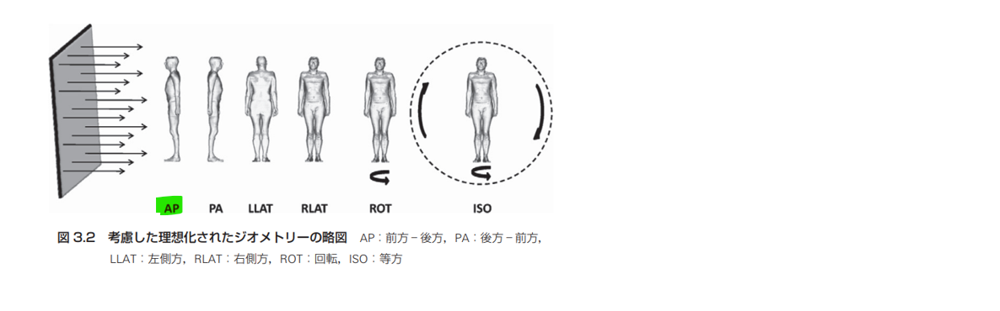 AP PA LLAT RLAT ROT ISO
図 3.2 考慮した理想化されたジオメトリーの略図 AP：前方－後方，PA：後方－前方，
LLAT：左側方，RLAT：右側方，ROT：回転，ISO：等方